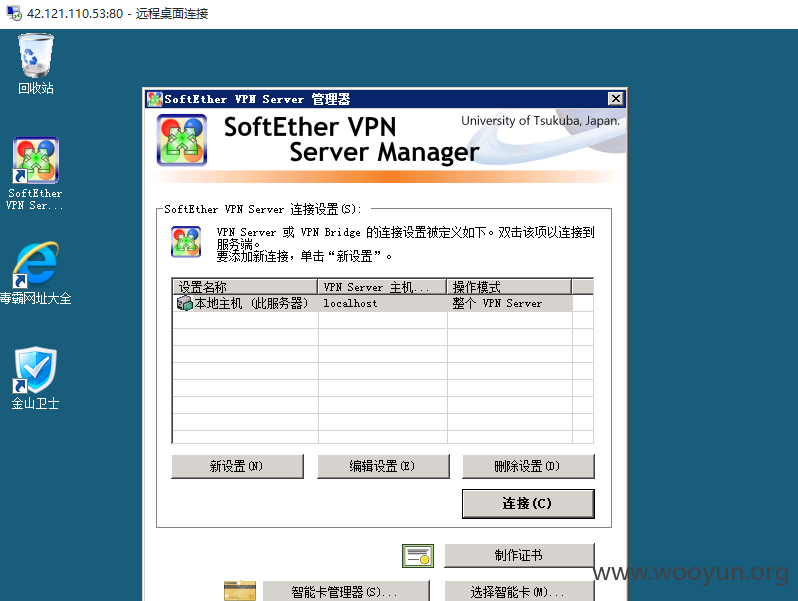 42.121.110.53:80 - 远程桌面连接
回收站
SoftEther
VPN Ser...
毒霸网址大全
金山卫士
SoftEther VPN Server 管理器
SoftEther VPN
Server Manager
University of Tsukuba, Japan.
SoftEther VPN Server 连接设置(S):
VPN Server 或 VPN Bridge 的连接设置被定义如下。双击该项以连接到
服务端。
要添加新连接，单击“新设置”。
设置名称 VPN Server 主机... 操作模式
本地主机 (此服务器) localhost 整个 VPN Server
新设置(N) 编辑设置(E) 删除设置(D)
连接(C)
制作证书
智能卡管理器(S)... 选择智能卡(M)...
www.wooyun.org